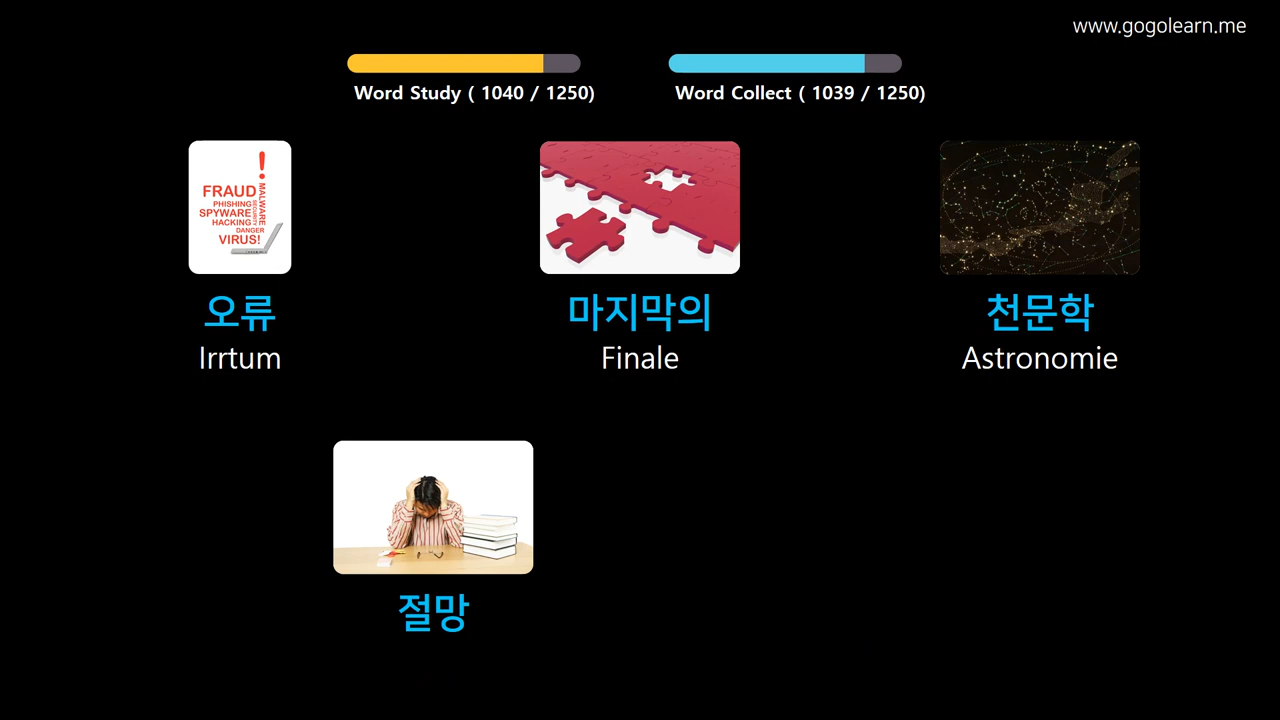 www.gogolearn.me
Word Study ( 1040 / 1250)
Word Collect ( 1039 / 1250)
!
FRAUD
PHISHING
SPYWARE
HACKING
DANGER
VIRUS!
MALWARE
SECURITY
오류
Irrtum
마지막의
Finale
천문학
Astronomie
절망